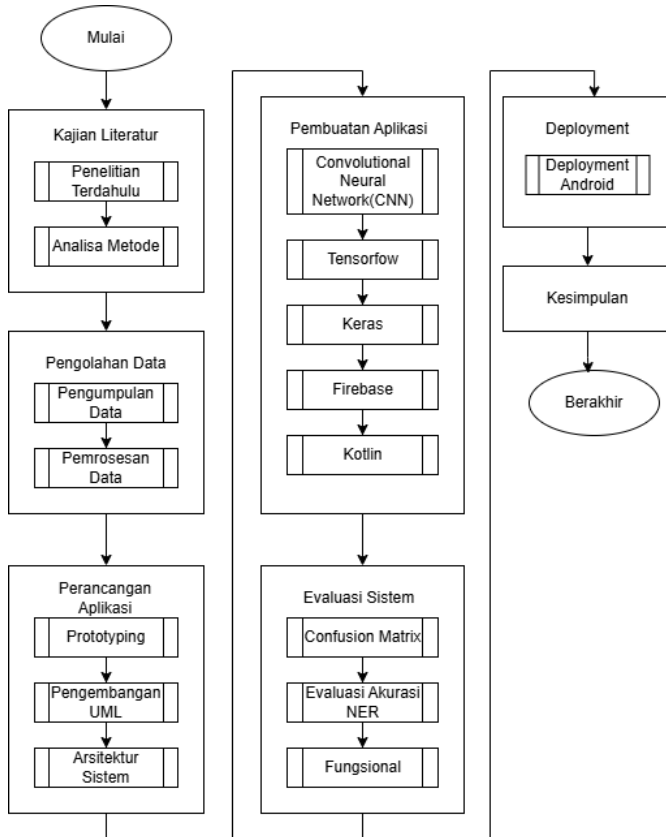 Mulai
Kajian Literatur
Penelitian
Terdahulu
Analisa Metode
Pengolahan Data
Pengumpulan
Data
Pemrosesan
Data
Perancangan
Aplikasi
Prototyping
Pengembangan
UML
Arsitektur
Sistem
Pembuatan Aplikasi
Convolutional
Neural
Network(CNN)
Tensorfow
Keras
Firebase
Kotlin
Evaluasi Sistem
Confusion Matrix
Evaluasi Akurasi
NER
Fungsional
Deployment
Deployment
Android
Kesimpulan
Berakhir